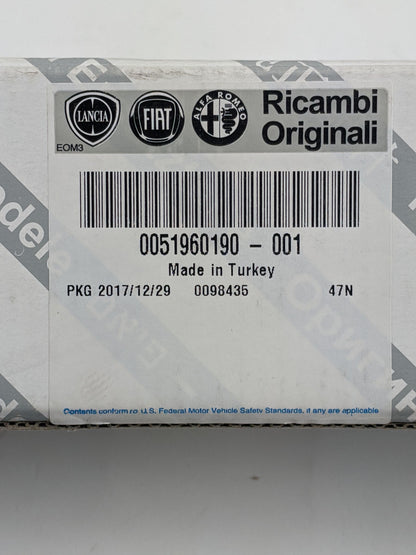 LANCIA
FIAT
ALFA ROMEO
Ricambi
Originali
EOM3
0051960190 - 001
Made in Turkey
PKG 2017/12/29 0098435 47N
Contents conform to U.S. Federal Motor Vehicle Safety Standards, if any are applicable